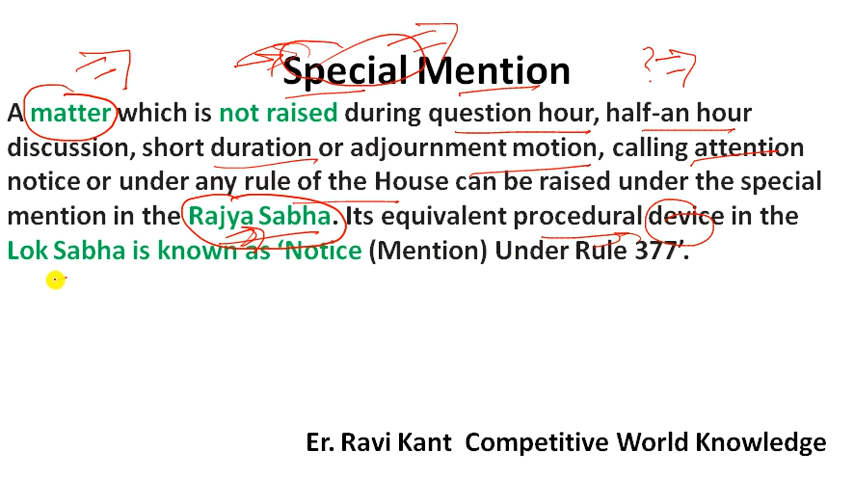 Special Mention
A matter which is not raised during question hour, half-an hour
discussion, short duration or adjournment motion, calling attention
notice or under any rule of the House can be raised under the special
mention in the Rajya Sabha. Its equivalent procedural device in the
Lok Sabha is known as ‘Notice (Mention) Under Rule 377’.
Er. Ravi Kant Competitive World Knowledge